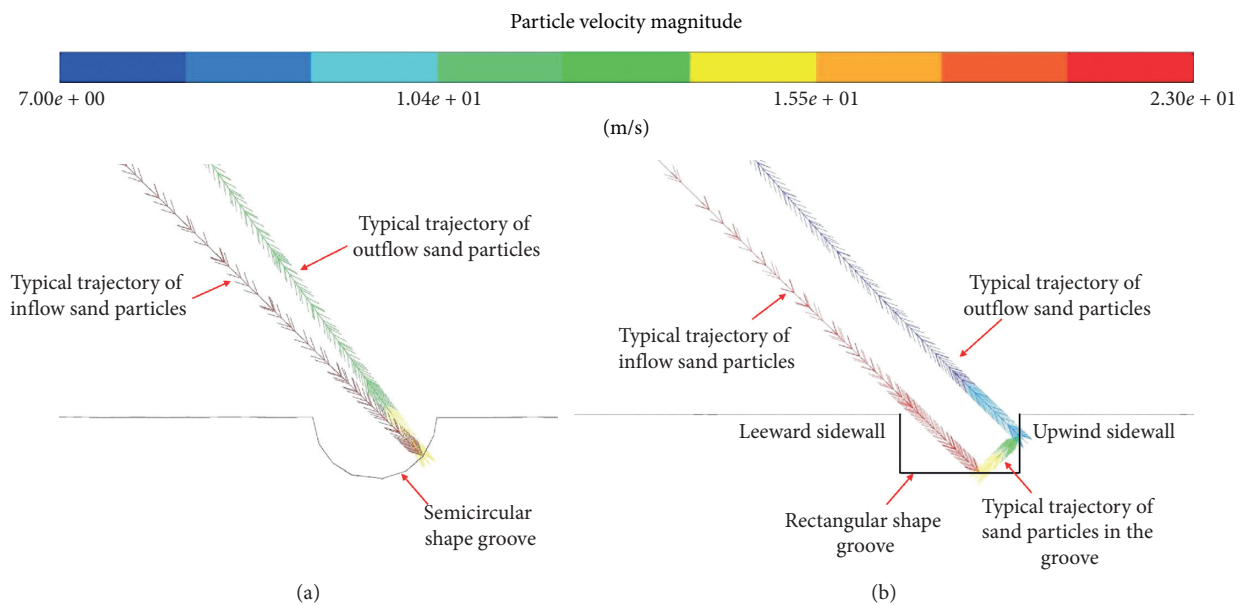 Particle velocity magnitude
7.00e + 00
1.04e + 01
1.55e + 01
2.30e + 01
(m/s)
Typical trajectory of
outflow sand particles
Typical trajectory of
inflow sand particles
Semicircular
shape groove
(a)
Typical trajectory of
outflow sand particles
Typical trajectory of
inflow sand particles
Leeward sidewall
Upwind sidewall
Rectangular shape
groove
Typical trajectory of
sand particles in the
groove
(b)